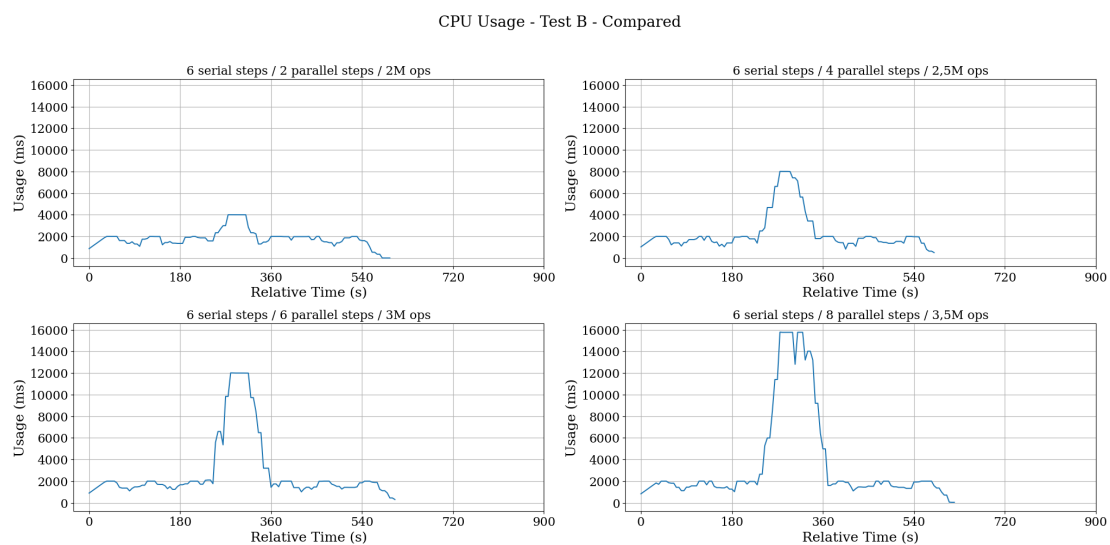 CPU Usage - Test B - Compared
6 serial steps / 2 parallel steps / 2M ops
16000
14000
12000
10000
8000
6000
4000
2000
0
Usage (ms)
0 180 360 540 720 900
Relative Time (s)
6 serial steps / 4 parallel steps / 2,5M ops
16000
14000
12000
10000
8000
6000
4000
2000
0
Usage (ms)
0 180 360 540 720 900
Relative Time (s)
6 serial steps / 6 parallel steps / 3M ops
16000
14000
12000
10000
8000
6000
4000
2000
0
Usage (ms)
0 180 360 540 720 900
Relative Time (s)
6 serial steps / 8 parallel steps / 3,5M ops
16000
14000
12000
10000
8000
6000
4000
2000
0
Usage (ms)
0 180 360 540 720 900
Relative Time (s)